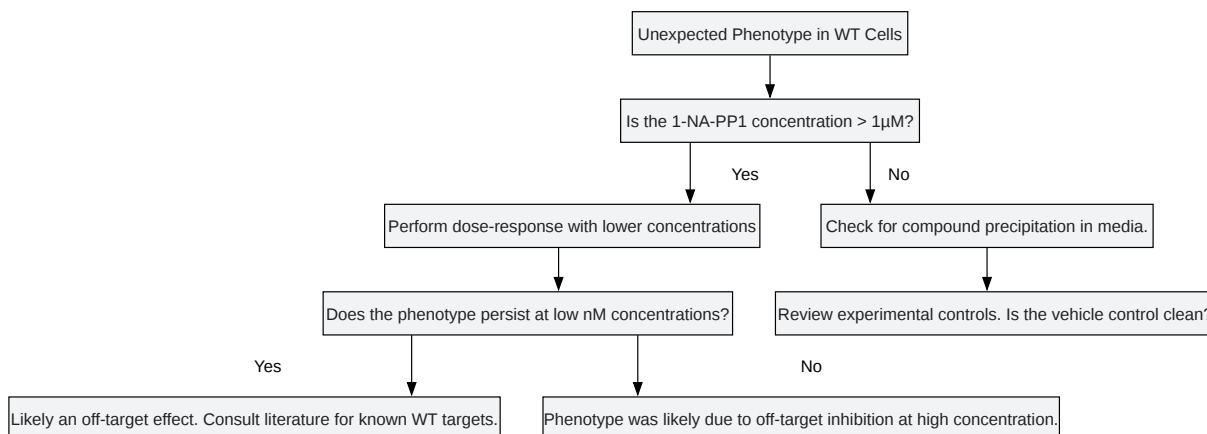 Unexpected Phenotype in WT Cells
Is the 1-NA-PP1 concentration > 1µM?
Yes
No
Perform dose-response with lower concentrations
Check for compound precipitation in media.
Does the phenotype persist at low nM concentrations?
Review experimental controls. Is the vehicle control clean?
Yes
No
Likely an off-target effect. Consult literature for known WT targets.
Phenotype was likely due to off-target inhibition at high concentration.